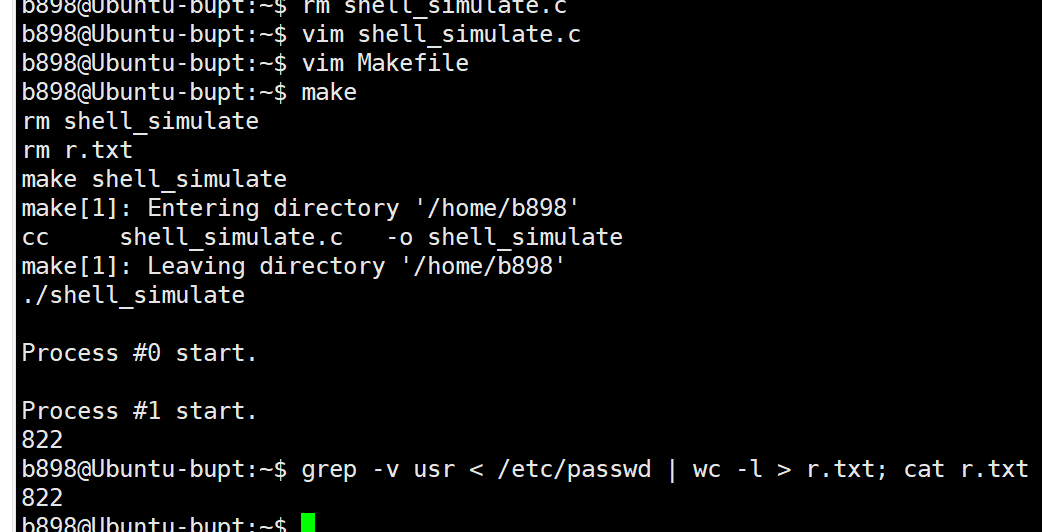 b898@Ubuntu-bupt:~$ rm shell_simulate.c
b898@Ubuntu-bupt:~$ vim shell_simulate.c
b898@Ubuntu-bupt:~$ vim Makefile
b898@Ubuntu-bupt:~$ make
rm shell_simulate
rm r.txt
make shell_simulate
make[1]: Entering directory '/home/b898'
cc     shell_simulate.c   -o shell_simulate
make[1]: Leaving directory '/home/b898'
./shell_simulate
Process #0 start.
Process #1 start.
822
b898@Ubuntu-bupt:~$ grep -v usr < /etc/passwd | wc -l > r.txt; cat r.txt
822
b898@Ubuntu-bupt:~$